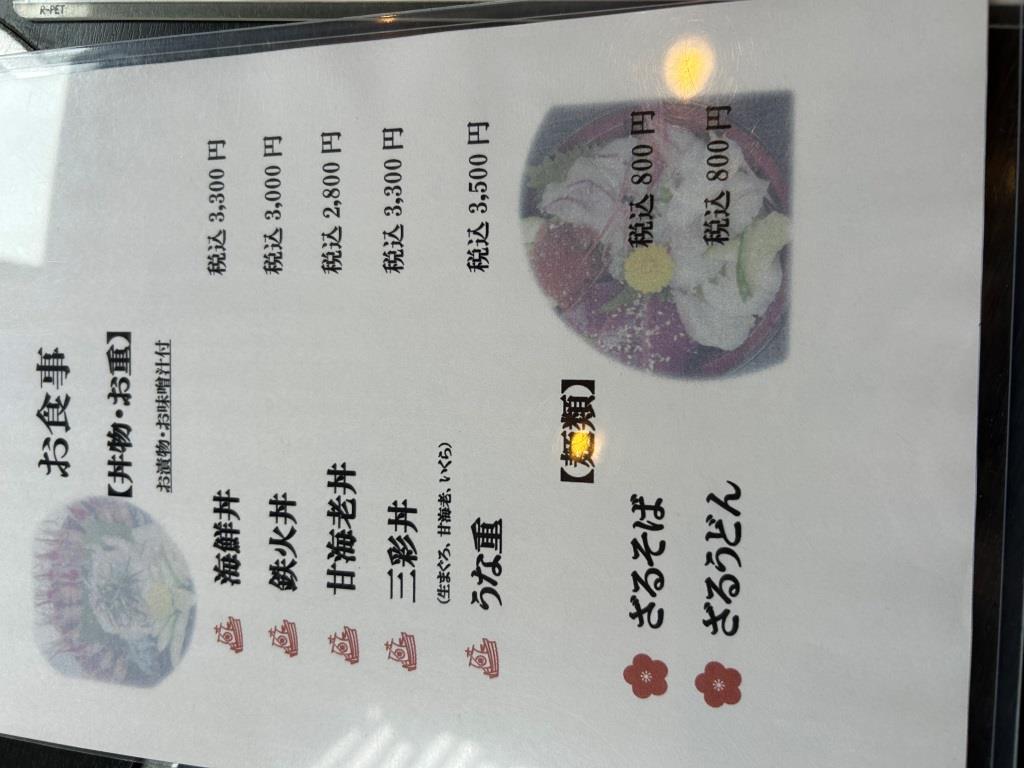 R-PET
お食事
【丼物・お重】
お漬物・お味噌汁付
海鮮丼 税込 3,300 円
鉄火丼 税込 3,000 円
甘海老丼 税込 2,800 円
三彩丼 税込 3,300 円
(生まぐろ、甘海老、いくら)
うな重 税込 3,500 円
【麺類】
ざるそば 税込 800 円
ざるうどん 税込 800 円